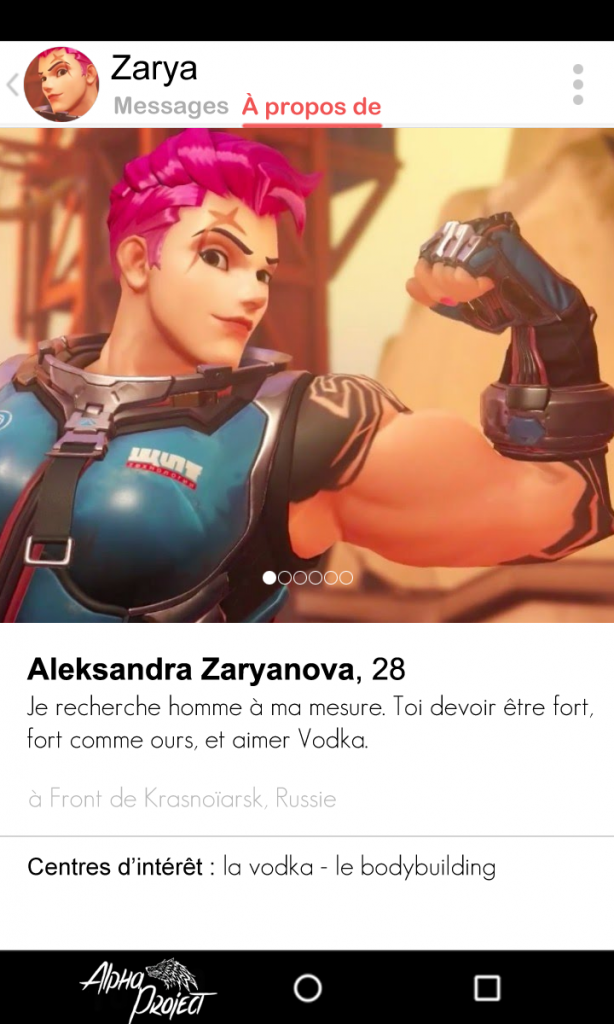 Zarya
Messages À propos de
Aleksandra Zaryanova, 28
Je recherche homme à ma mesure. Toi devoir être fort,
fort comme ours, et aimer Vodka.
à Front de Krasnoïarsk, Russie
Centres d'intérêt : la vodka - le bodybuilding
Alpha
Project